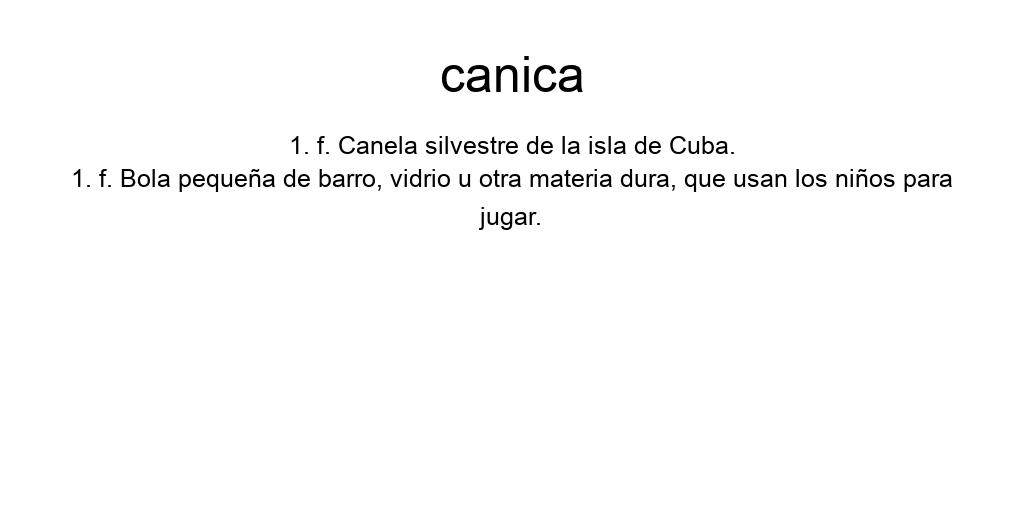 canica
1. f. Canela silvestre de la isla de Cuba.
1. f. Bola pequeña de barro, vidrio u otra materia dura, que usan los niños para
jugar.